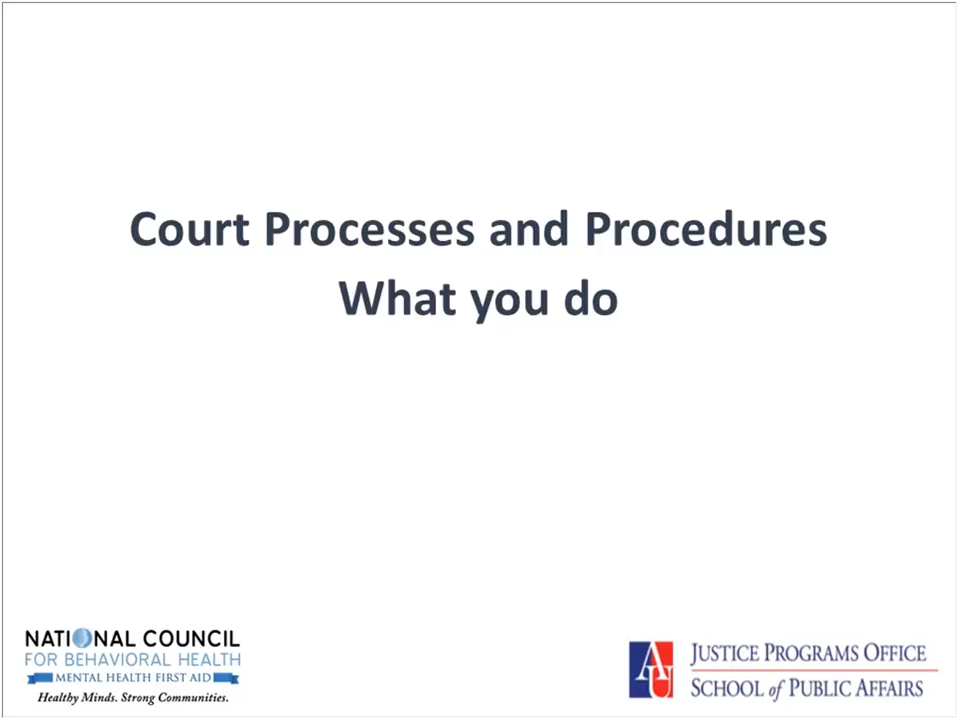 Court Processes and Procedures
What you do
NATIONAL COUNCIL
FOR BEHAVIORAL HEALTH
MENTAL HEALTH FIRST AID
Healthy Minds. Strong Communities.
AU
JUSTICE PROGRAMS OFFICE
SCHOOL of PUBLIC AFFAIRS